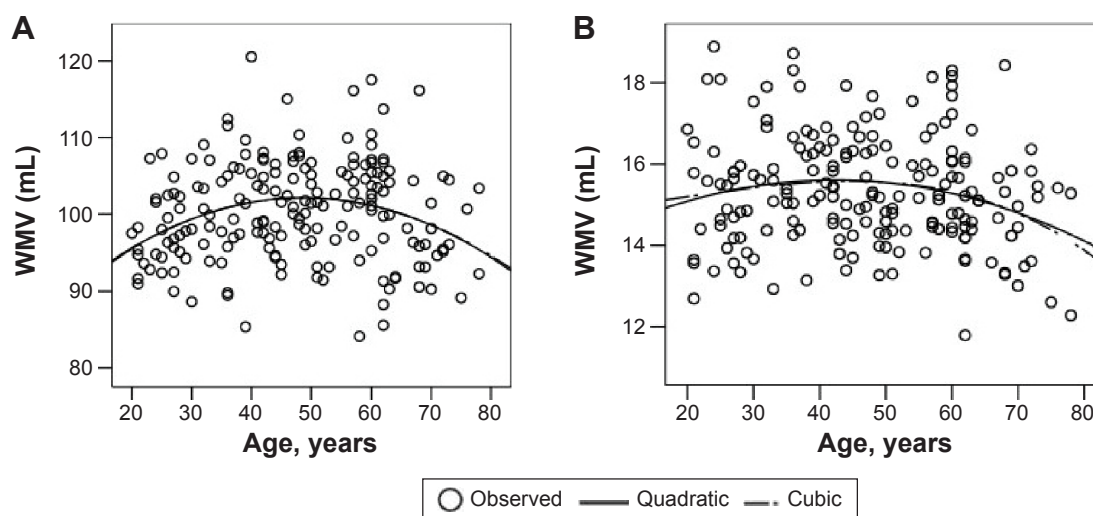 A
WMV (mL)
120
110
100
90
80
20 30 40 50 60 70 80
Age, years
B
WMV (mL)
18
16
14
12
20 30 40 50 60 70 80
Age, years
Observed Quadratic Cubic